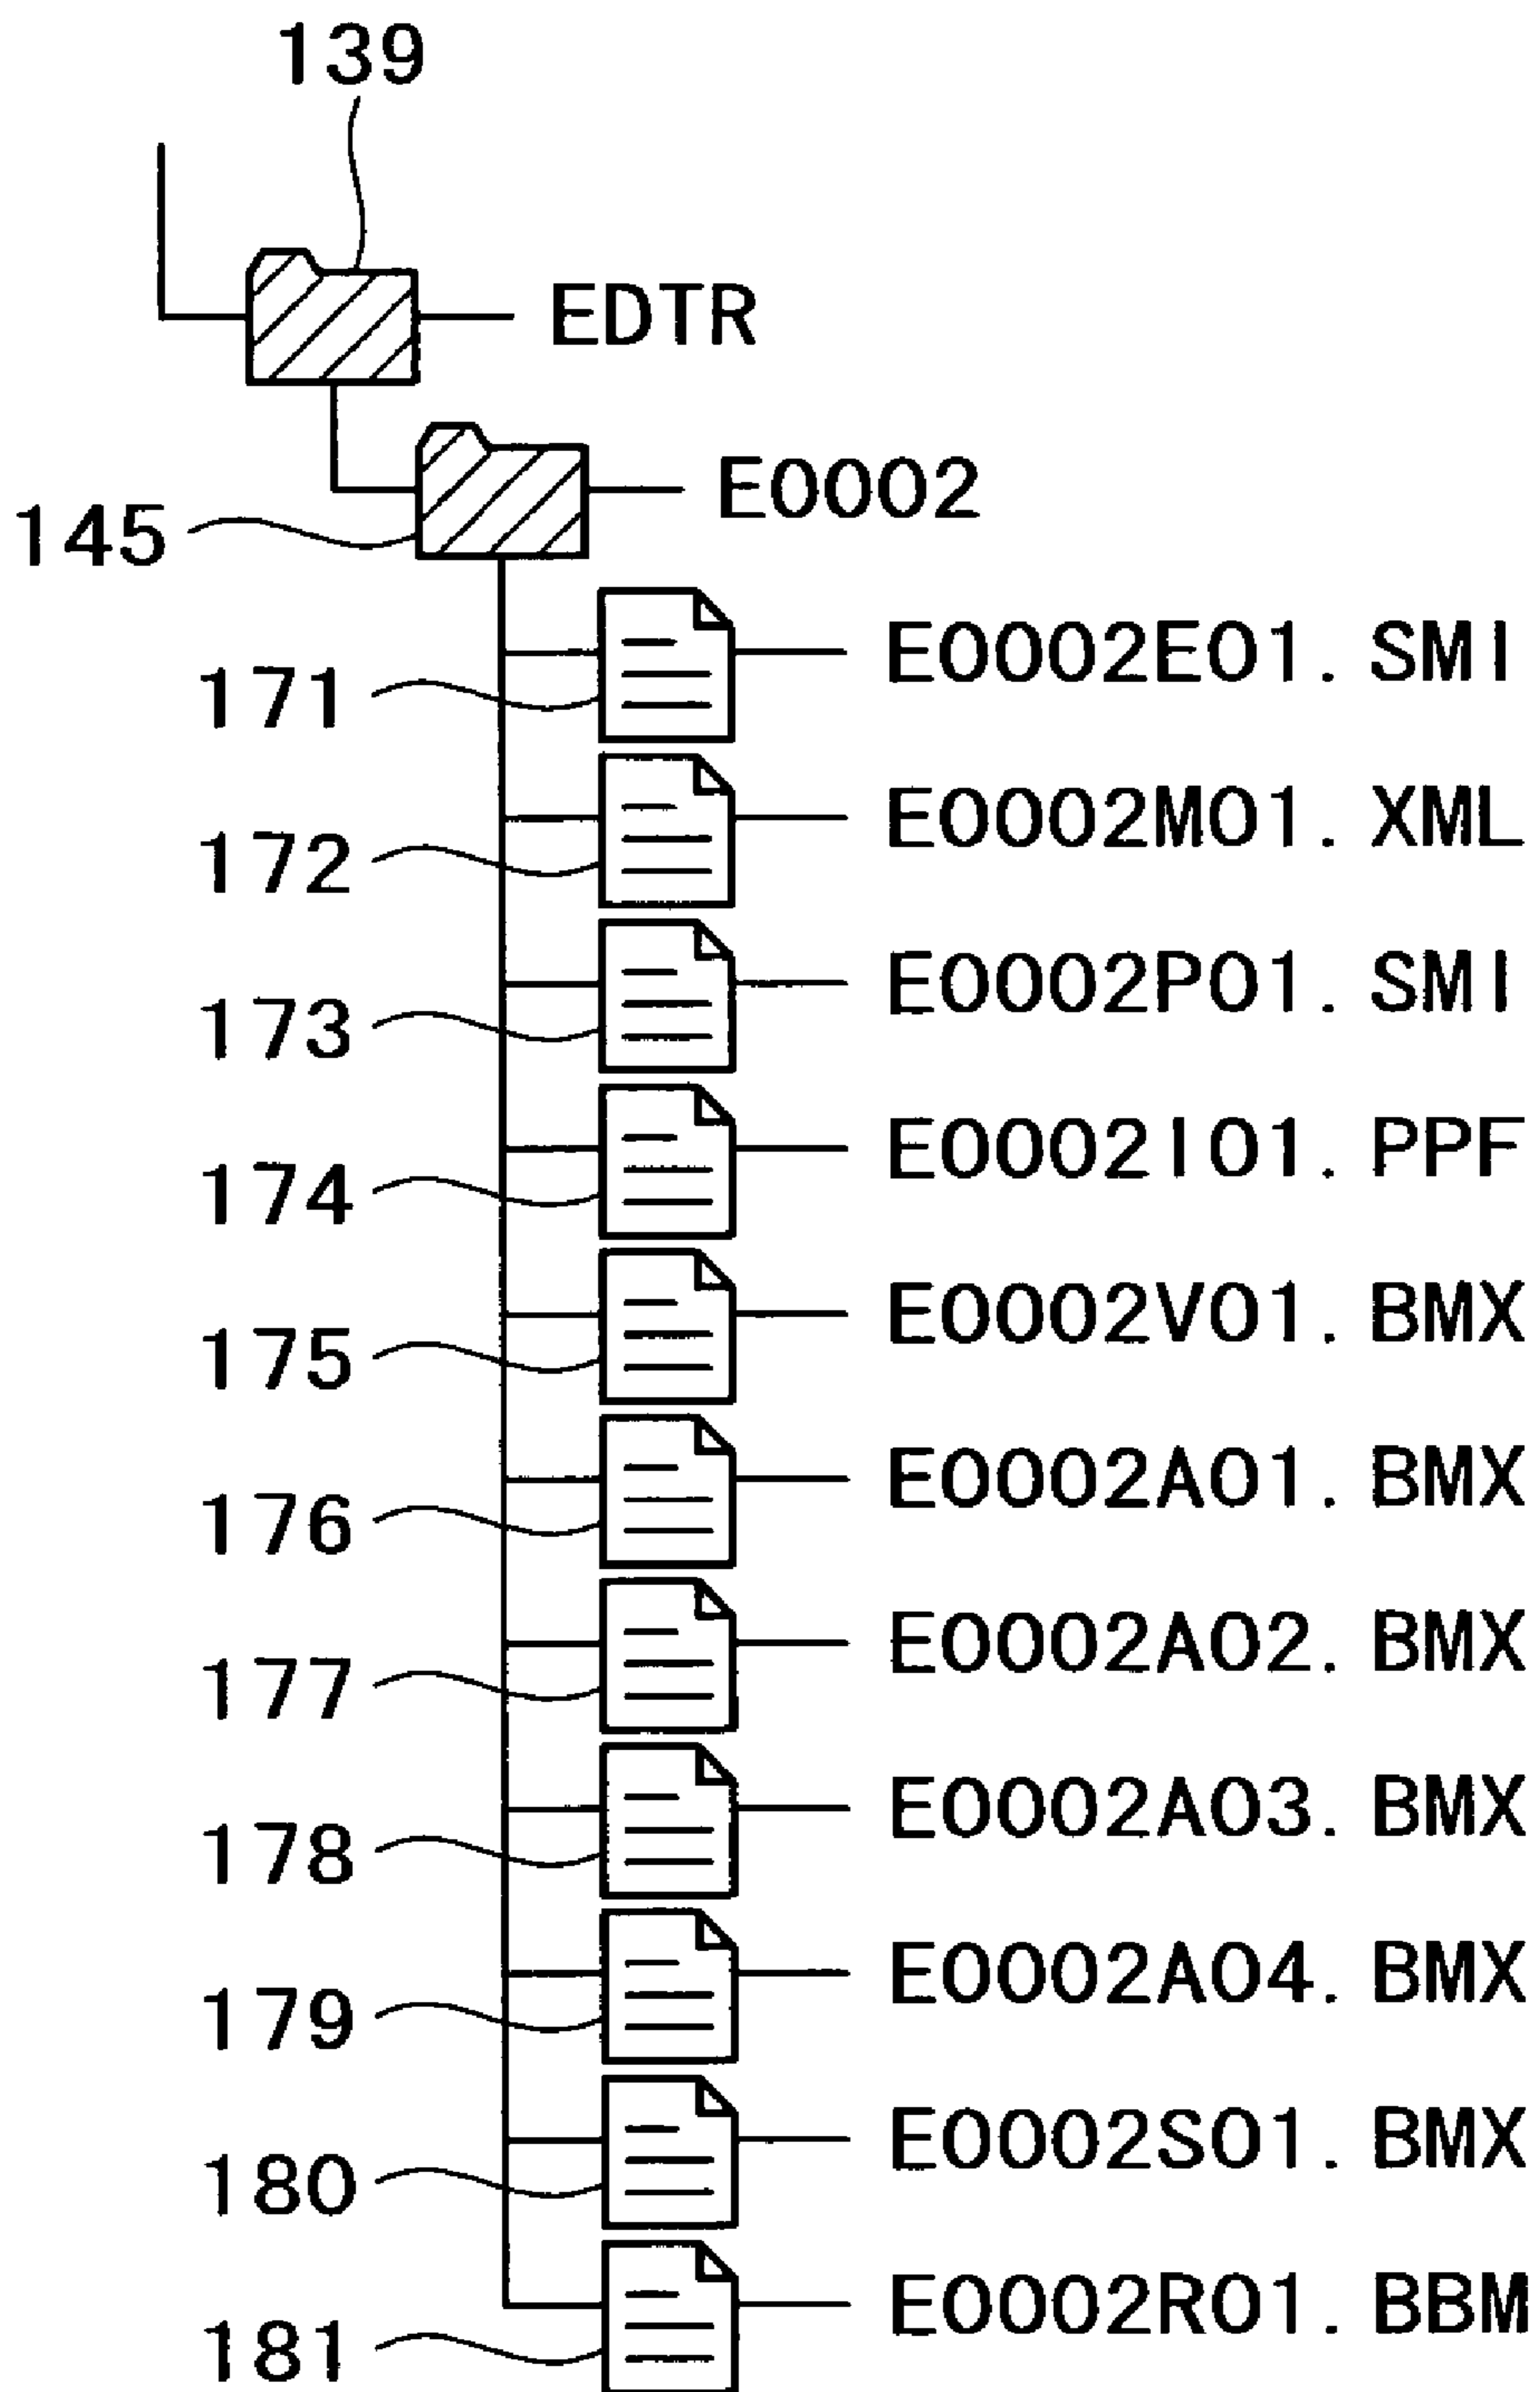 139
EDTR
E0002
145
E0002E01. SMI
171
E0002M01. XML
172
E0002P01. SMI
173
E0002I01. PPF
174
E0002V01. BMX
175
E0002A01. BMX
176
E0002A02. BMX
177
E0002A03. BMX
178
E0002A04. BMX
179
E0002S01. BMX
180
E0002R01. BBM
181